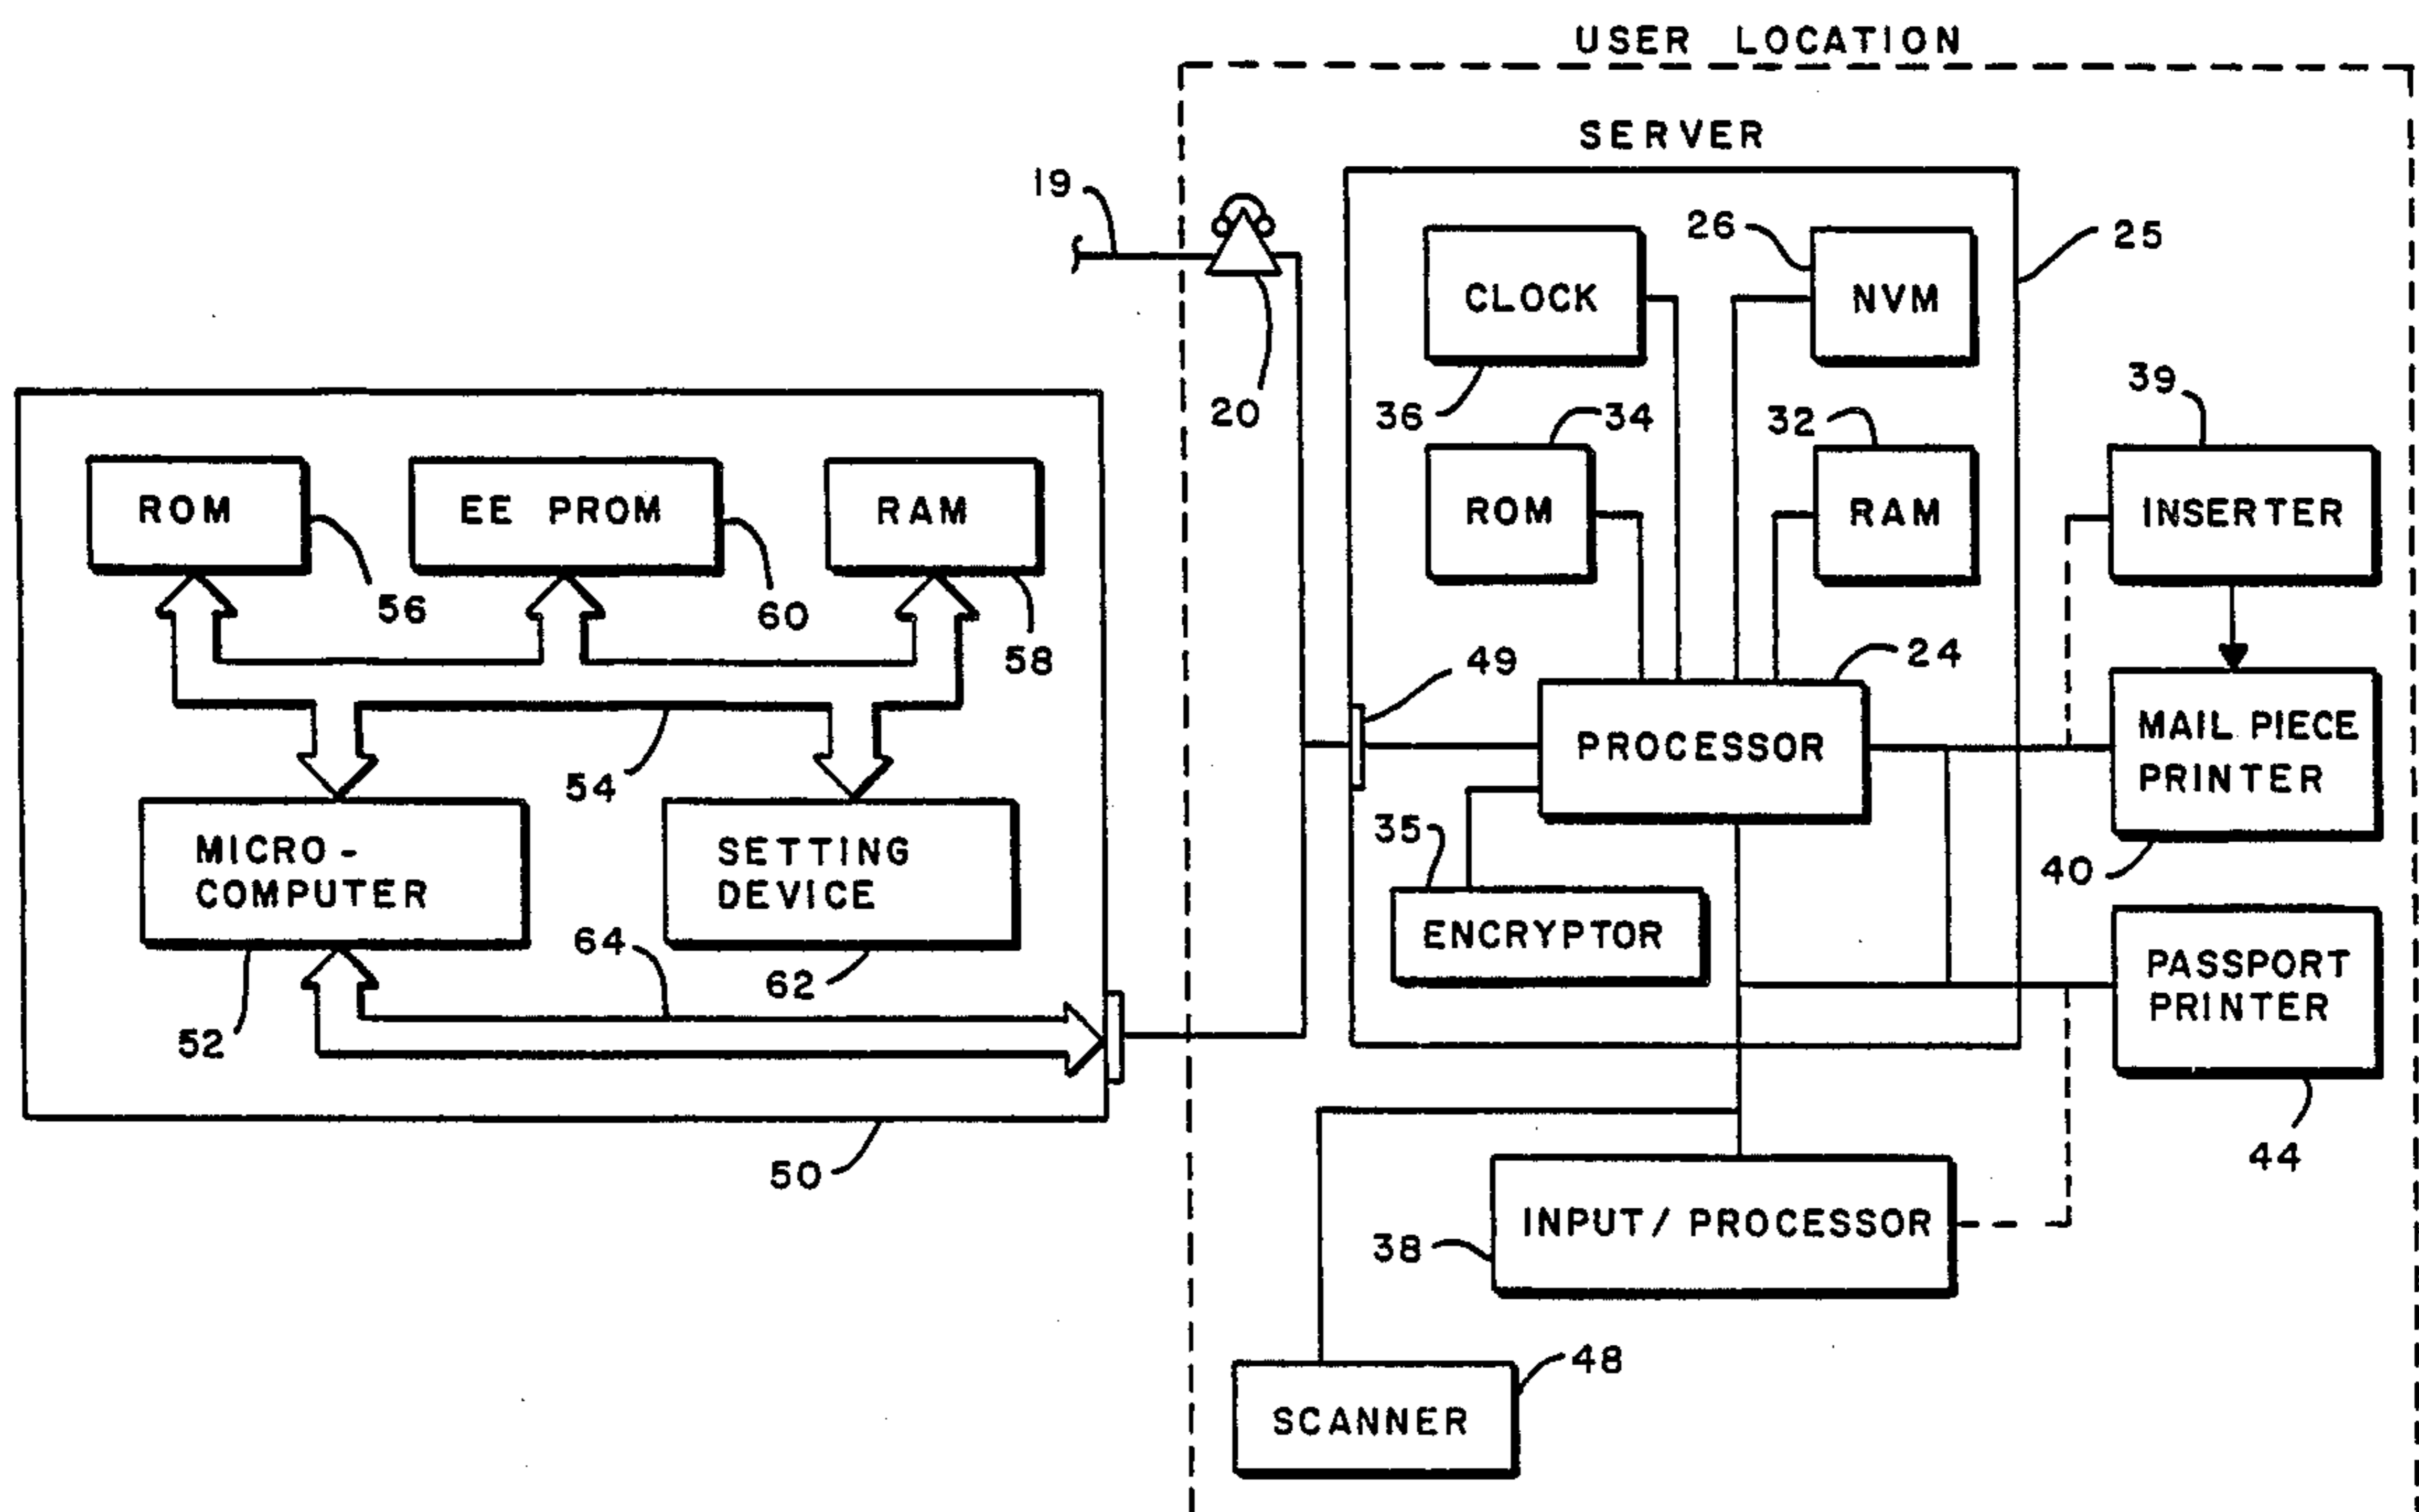 USER LOCATION
SERVER
19
20
CLOCK
36
26
NVM
25
34
ROM
32
RAM
39
INSERTER
24
PROCESSOR
49
MAIL PIECE
PRINTER
40
35
ENCRYPTOR
PASSPORT
PRINTER
44
INPUT / PROCESSOR
38
SCANNER
48
ROM
56
EE PROM
60
RAM
58
54
MICRO -
COMPUTER
52
SETTING
DEVICE
62
64
50